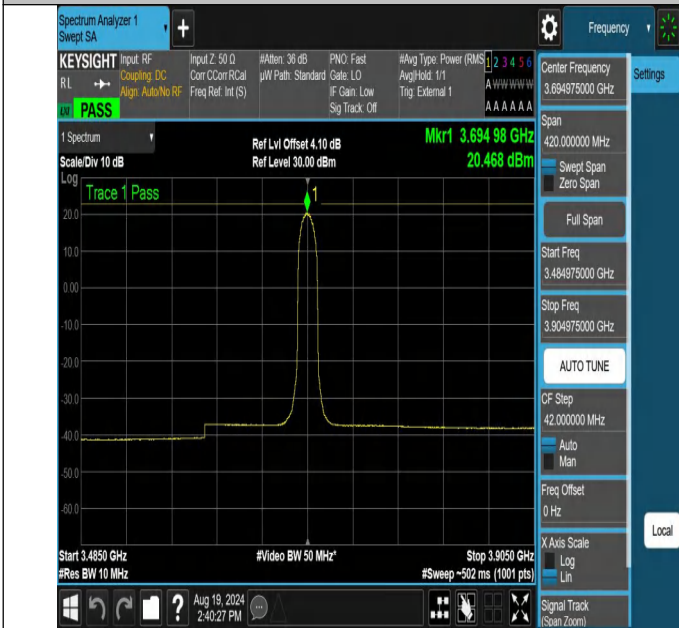 Spectrum Analyzer 1
Swept SA
+
Frequency
KEYSIGHT
RL
PASS
Input: RF
Coupling: DC
Align: Auto/No RF
Input Z: 50 Ω
Corr CCorr RCal
Freq Ref: Int (S)
#Atten: 36 dB
µW Path: Standard
PNO: Fast
Gate: LO
IF Gain: Low
Sig Track: Off
#Avg Type: Power (RMS
Avg|Hold: 1/1
Trig: External 1
1 2 3 4 5 6
A W W W W W
A A A A A A
Center Frequency
3.694975000 GHz
Settings
Span
420.000000 MHz
Swept Span
Zero Span
Full Span
Start Freq
3.484975000 GHz
Stop Freq
3.904975000 GHz
AUTO TUNE
CF Step
42.000000 MHz
Auto
Man
Freq Offset
0 Hz
X Axis Scale
Log
Lin
Signal Track
(Span Zoom)
Local
1 Spectrum
Scale/Div 10 dB
Ref Lvl Offset 4.10 dB
Ref Level 30.00 dBm
Mkr1 3.694 98 GHz
20.468 dBm
Log
Trace 1 Pass
1
20.0
10.0
0.00
-10.0
-20.0
-30.0
-40.0
-50.0
-60.0
Start 3.4850 GHz
#Res BW 10 MHz
#Video BW 50 MHz*
Stop 3.9050 GHz
#Sweep ~502 ms (1001 pts)
?
Aug 19, 2024
2:40:27 PM